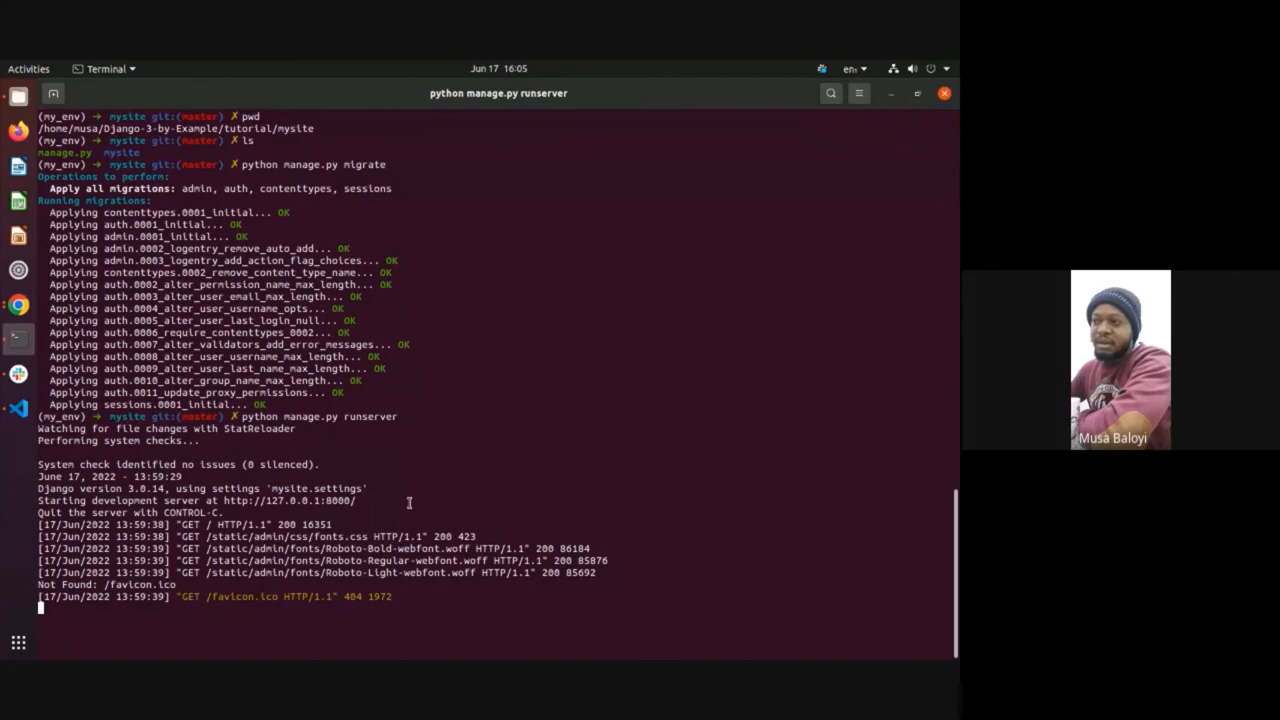 Activities Terminal Jun 17 16:05 en₁
python manage.py runserver
(my_env) → mysite git:(master) ✗ pwd
/home/musa/Django-3-by-Example/tutorial/mysite
(my_env) → mysite git:(master) ✗ ls
manage.py mysite
(my_env) → mysite git:(master) ✗ python manage.py migrate
Operations to perform:
Apply all migrations: admin, auth, contenttypes, sessions
Running migrations:
Applying contenttypes.0001_initial... OK
Applying auth.0001_initial... OK
Applying admin.0001_initial... OK
Applying admin.0002_logentry_remove_auto_add... OK
Applying admin.0003_logentry_add_action_flag_choices... OK
Applying contenttypes.0002_remove_content_type_name... OK
Applying auth.0002_alter_permission_name_max_length... OK
Applying auth.0003_alter_user_email_max_length... OK
Applying auth.0004_alter_user_username_opts... OK
Applying auth.0005_alter_user_last_login_null... OK
Applying auth.0006_require_contenttypes_0002... OK
Applying auth.0007_alter_validators_add_error_messages... OK
Applying auth.0008_alter_user_username_max_length... OK
Applying auth.0009_alter_user_last_name_max_length... OK
Applying auth.0010_alter_group_name_max_length... OK
Applying auth.0011_update_proxy_permissions... OK
Applying sessions.0001_initial... OK
(my_env) → mysite git:(master) ✗ python manage.py runserver
Watching for file changes with StatReloader
Performing system checks...
System check identified no issues (0 silenced).
June 17, 2022 - 13:59:29
Django version 3.0.14, using settings 'mysite.settings'
Starting development server at http://127.0.0.1:8000/
Quit the server with CONTROL-C.
[17/Jun/2022 13:59:38] "GET / HTTP/1.1" 200 16351
[17/Jun/2022 13:59:38] "GET /static/admin/css/fonts.css HTTP/1.1" 200 423
[17/Jun/2022 13:59:39] "GET /static/admin/fonts/Roboto-Bold-webfont.woff HTTP/1.1" 200 86184
[17/Jun/2022 13:59:39] "GET /static/admin/fonts/Roboto-Regular-webfont.woff HTTP/1.1" 200 85876
[17/Jun/2022 13:59:39] "GET /static/admin/fonts/Roboto-Light-webfont.woff HTTP/1.1" 200 85692
Not Found: /favicon.ico
[17/Jun/2022 13:59:39] "GET /favicon.ico HTTP/1.1" 404 1972
Musa Baloyi